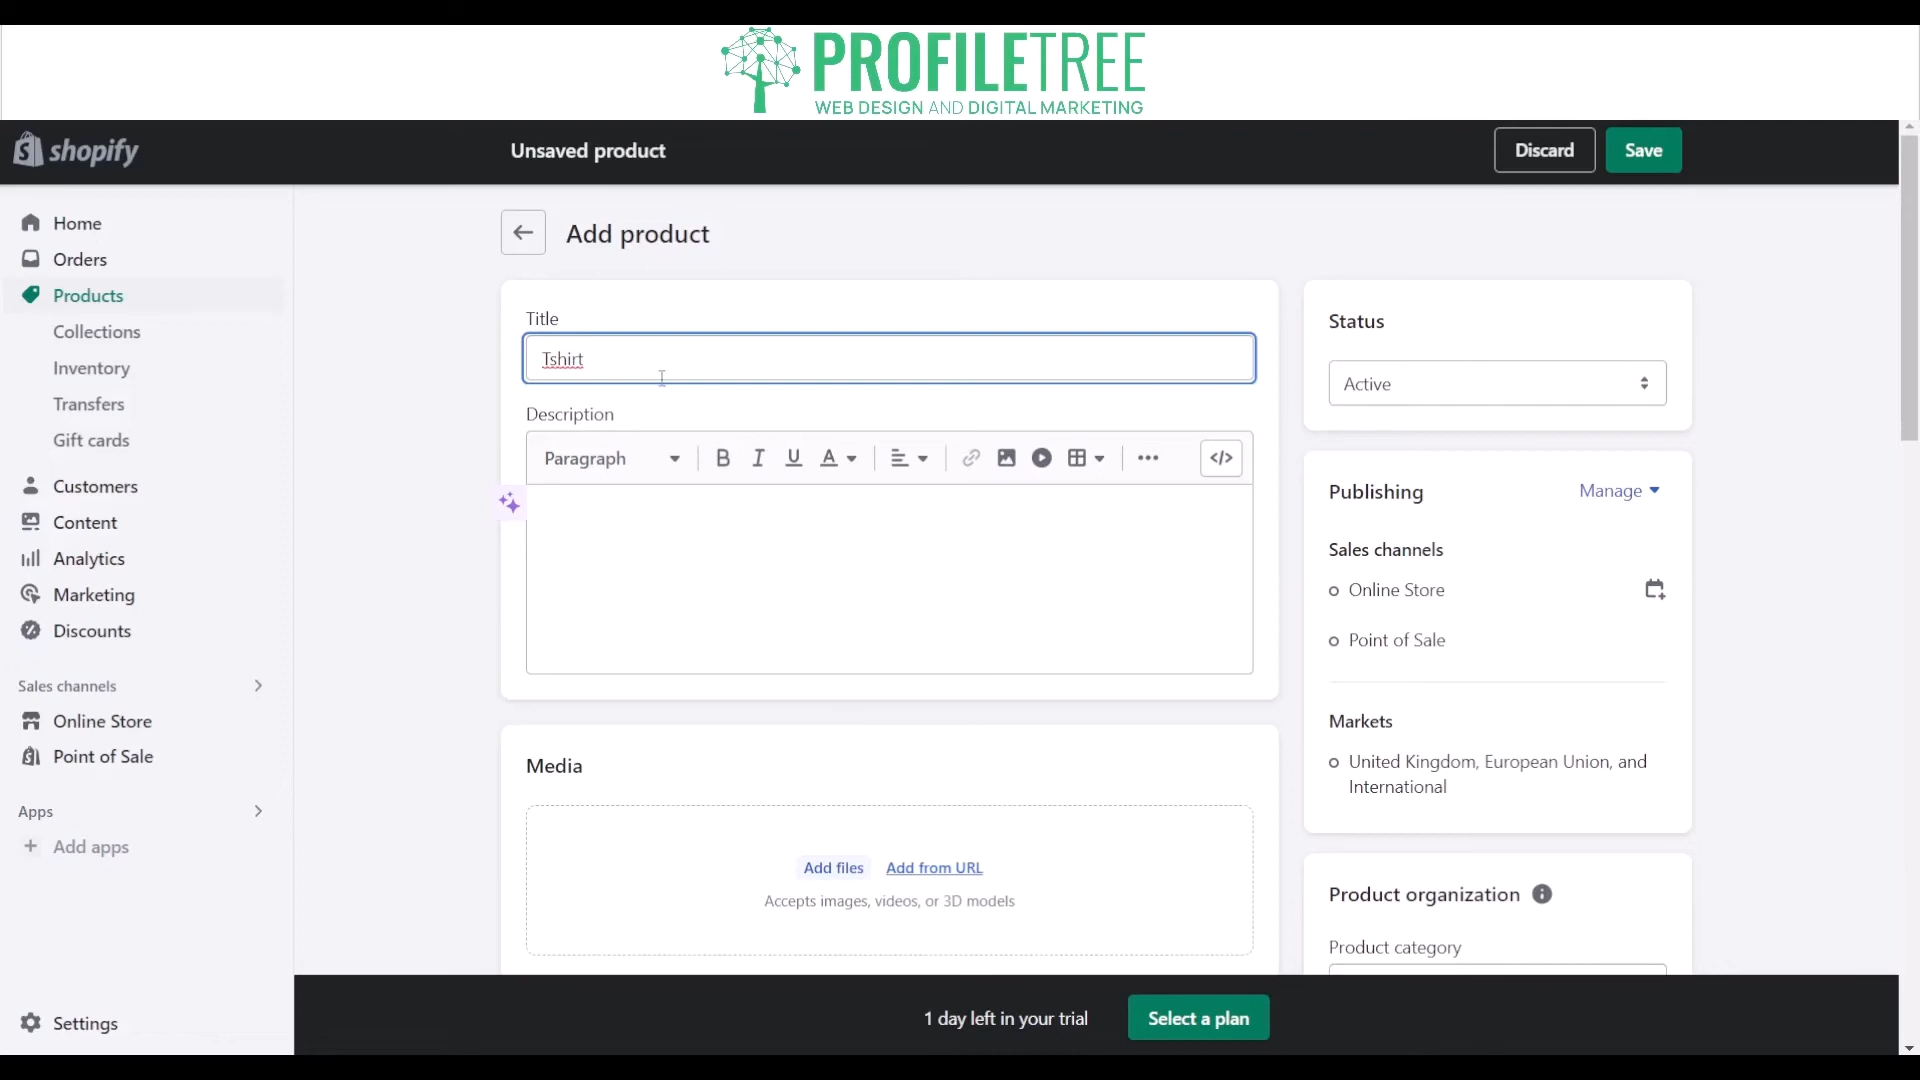 PROFILETREE
WEB DESIGN AND DIGITAL MARKETING
shopify
Unsaved product
Discard
Save
Home
Orders
Products
Collections
Inventory
Transfers
Gift cards
Customers
Content
Analytics
Marketing
Discounts
Sales channels
Online Store
Point of Sale
Apps
Add apps
Settings
Add product
Title
Tshirt
Description
Paragraph
B I U A
</>
Media
Add files Add from URL
Accepts images, videos, or 3D models
Status
Active
Publishing
Manage
Sales channels
Online Store
Point of Sale
Markets
United Kingdom, European Union, and
International
Product organization
Product category
1 day left in your trial
Select a plan